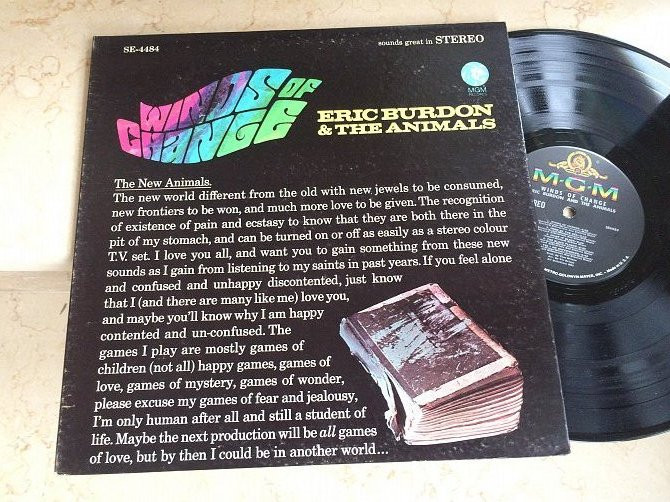 SE-4484
sounds great in STEREO
MGM
WINDS OF
CHANGE
ERIC BURDON
& THE ANIMALS
The New Animals.
The new world different from the old with new jewels to be consumed,
new frontiers to be won, and much more love to be given. The recognition
of existence of pain and ecstasy to know that they are both there in the
pit of my stomach, and can be turned on or off as easily as a stereo colour
T.V. set. I love you all, and want you to gain something from these new
sounds as I gain from listening to my saints in past years. If you feel alone
and confused and unhappy discontented, just know
that I (and there are many like me) love you,
and maybe you'll know why I am happy
contented and un-confused. The
games I play are mostly games of
children (not all) happy games, games of
love, games of mystery, games of wonder,
please excuse my games of fear and jealousy,
I'm only human after all and still a student of
life. Maybe the next production will be all games
of love, but by then I could be in another world...
M-G-M
WINDS OF CHANGE
ERIC BURDON AND THE ANIMALS
STEREO